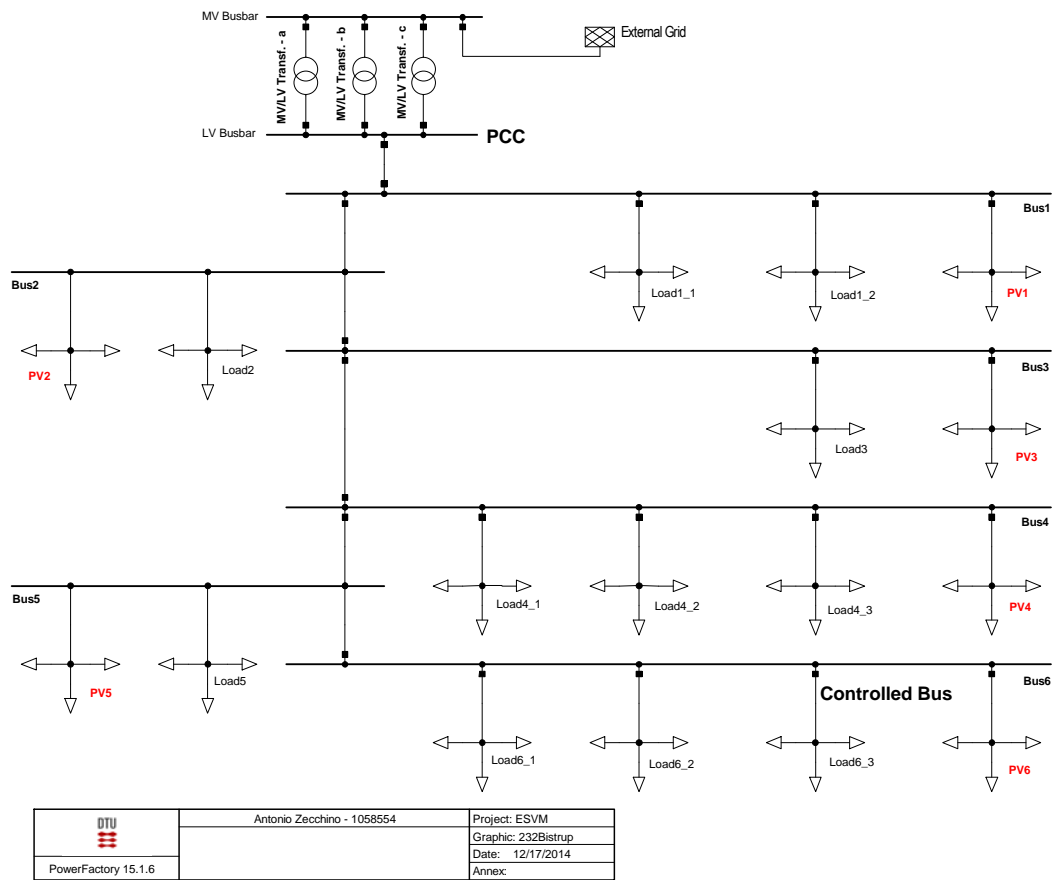 MV Busbar
External Grid
MV/LV Transf. - a
MV/LV Transf. - b
MV/LV Transf. - c
LV Busbar
PCC
Bus1
Load1_1
Load1_2
PV1
Bus2
PV2
Load2
Bus3
Load3
PV3
Bus4
Load4_1
Load4_2
Load4_3
PV4
Bus5
PV5
Load5
Bus6
Controlled Bus
Load6_1
Load6_2
Load6_3
PV6
DTU
PowerFactory 15.1.6
Antonio Zecchino - 1058554
Project: ESVM
Graphic: 232Bistrup
Date: 12/17/2014
Annex: